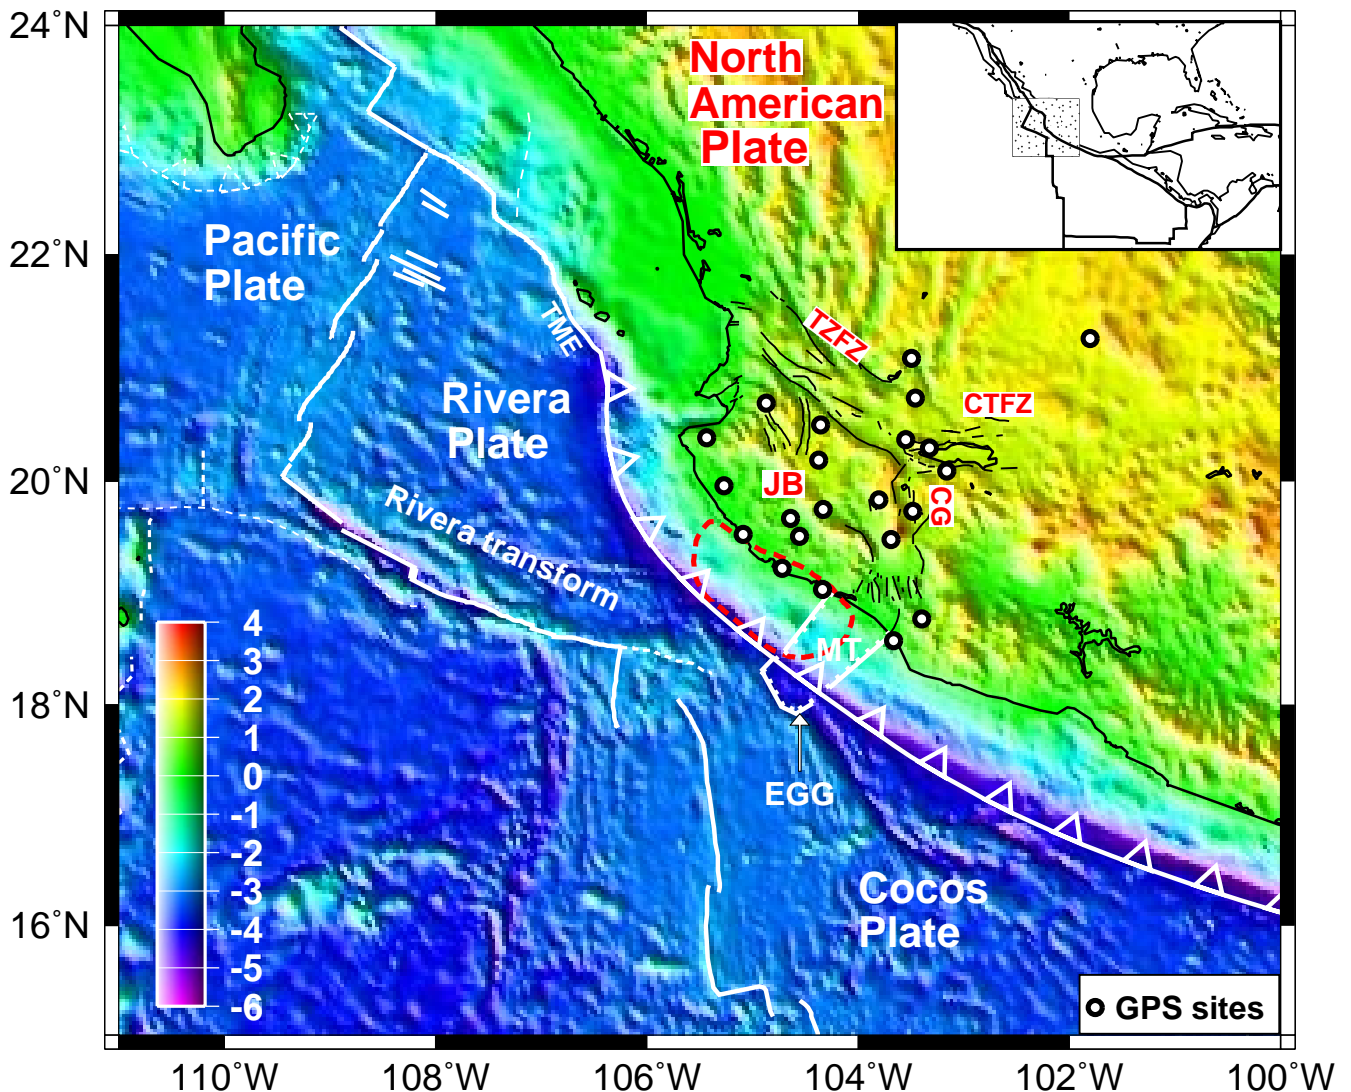 24°N
22°N
20°N
18°N
16°N
North
American
Plate
Pacific
Plate
TME
TZFZ
Rivera
Plate
CTFZ
JB
CG
Rivera transform
MT
EGG
Cocos
Plate
4
3
2
1
0
-1
-2
-3
-4
-5
-6
GPS sites
110°W
108°W
106°W
104°W
102°W
100°W